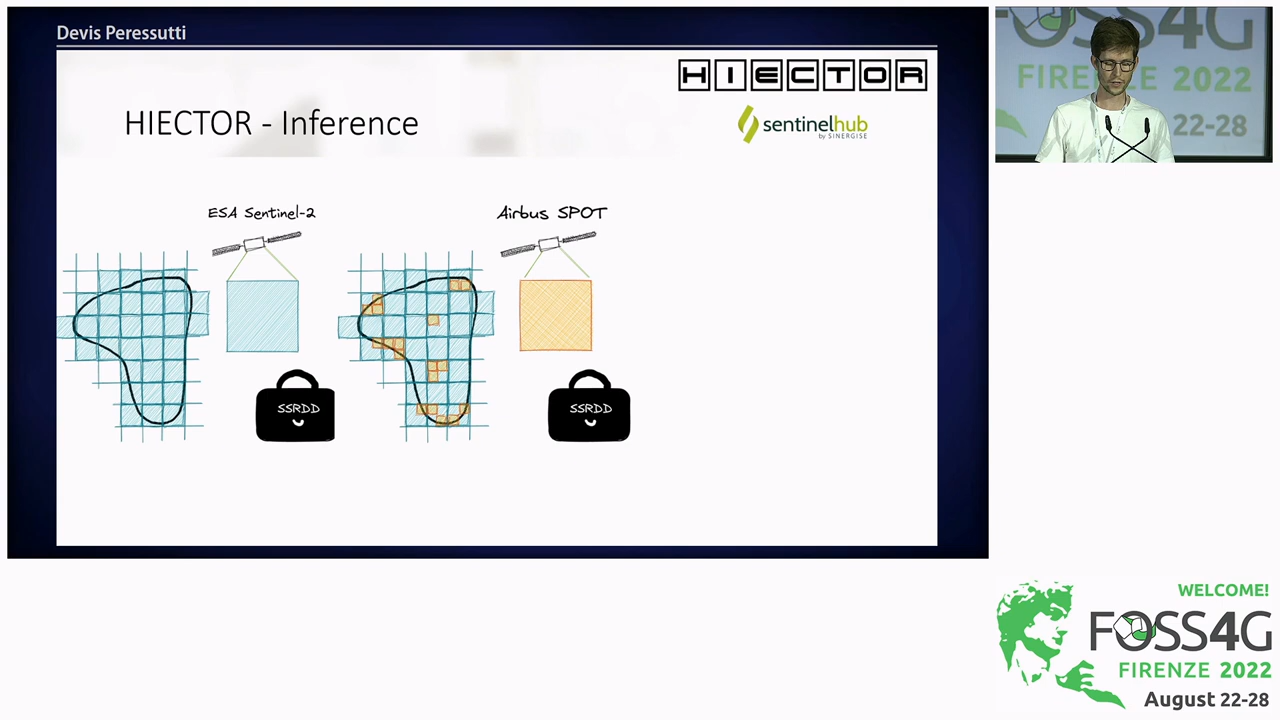 Devis Peressutti
HIECTOR
HIECTOR - Inference
sentinelhub
by SINERGISE
ESA Sentinel-2
Airbus SPOT
SSRDD
SSRDD
FOSS4G
FIRENZE 2022
22-28
WELCOME!
FOSS4G
FIRENZE 2022
August 22-28